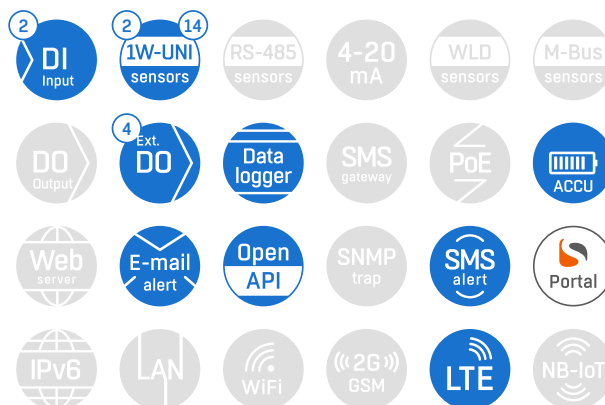 2
DI
Input
2
14
1W-UNI
sensors
RS-485
sensors
4-20
mA
WLD
sensors
M-Bus
sensors
DO
Output
4
Ext.
DO
Data
logger
SMS
gateway
PoE
ACCU
Web
server
E-mail
alert
Open
API
SNMP
trap
SMS
alert
Portal
IPv6
LAN
WiFi
2G
GSM
LTE
NB-IoT